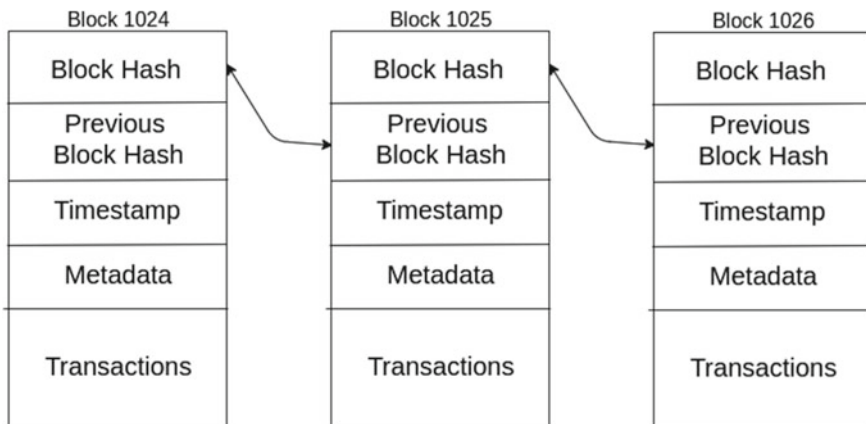 Block 1024
Block Hash
Previous
Block Hash
Timestamp
Metadata
Transactions
Block 1025
Block Hash
Previous
Block Hash
Timestamp
Metadata
Transactions
Block 1026
Block Hash
Previous
Block Hash
Timestamp
Metadata
Transactions